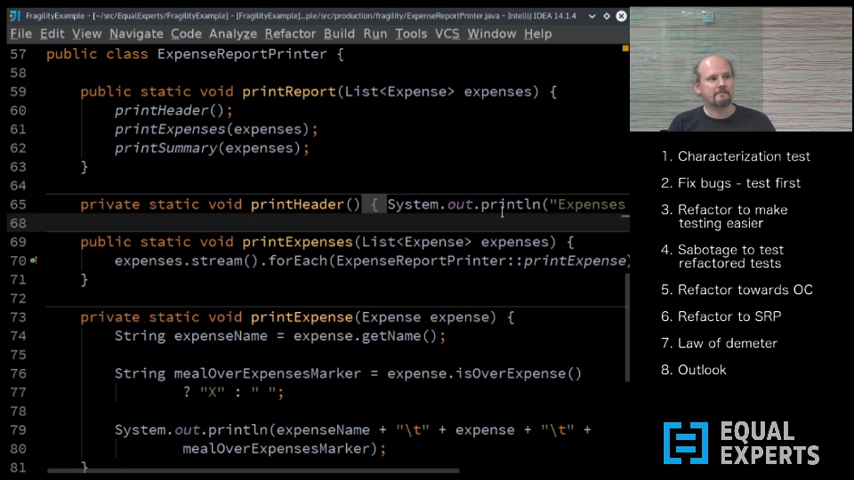 FragilityExample - [~/src/EqualExperts/FragilityExample] - [FragilityExample]...ple/src/production/fragility/ExpenseReportPrinter.java - IntelliJ IDEA 14.1.4
File Edit View Navigate Code Analyze Refactor Build Run Tools VCS Window Help
57 public class ExpenseReportPrinter {
58
59 public static void printReport(List<Expense> expenses) {
60 printHeader();
61 printExpenses(expenses);
62 printSummary(expenses);
63 }
64
65 private static void printHeader() { System.out.println("Expenses
68
69 public static void printExpenses(List<Expense> expenses) {
70 expenses.stream().forEach(ExpenseReportPrinter::printExpense)
71 }
72
73 private static void printExpense(Expense expense) {
74 String expenseName = expense.getName();
75
76 String mealOverExpensesMarker = expense.isOverExpense()
77 ? "X" : " ";
78
79 System.out.println(expenseName + "\t" + expense + "\t" +
80 mealOverExpensesMarker);
81 }
1. Characterization test
2. Fix bugs - test first
3. Refactor to make
testing easier
4. Sabotage to test
refactored tests
5. Refactor towards OC
6. Refactor to SRP
7. Law of demeter
8. Outlook
EQUAL
EXPERTS